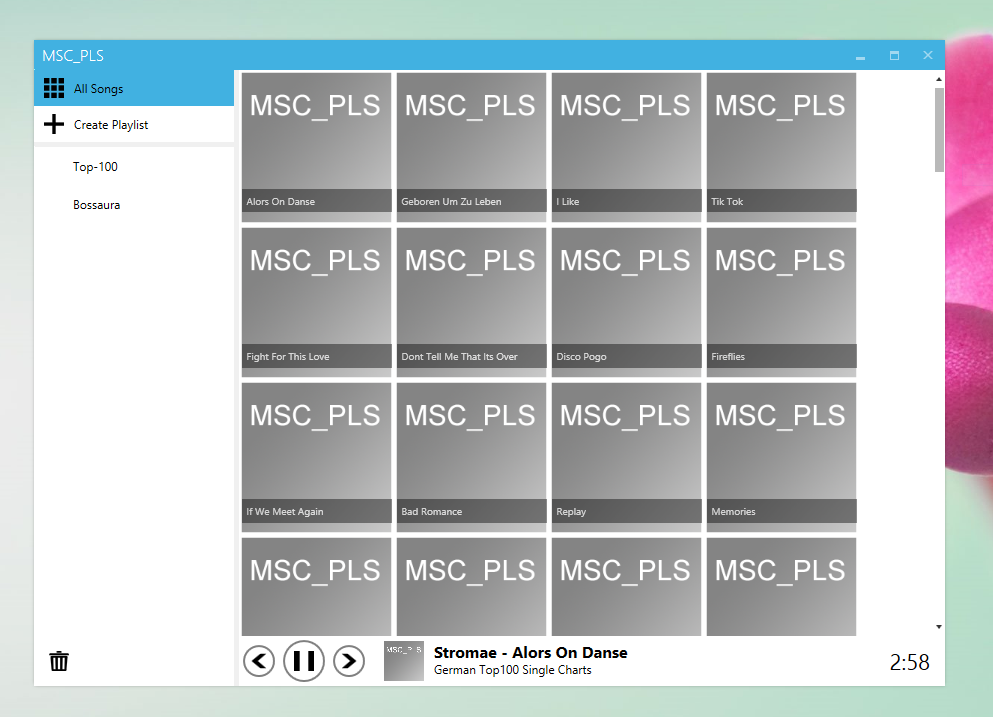 MSC_PLS
All Songs
Create Playlist
Top-100
Bossaura
MSC_PLS MSC_PLS MSC_PLS MSC_PLS
Alors On Danse Geboren Um Zu Leben I Like Tik Tok
MSC_PLS MSC_PLS MSC_PLS MSC_PLS
Fight For This Love Dont Tell Me That Its Over Disco Pogo Fireflies
MSC_PLS MSC_PLS MSC_PLS MSC_PLS
If We Meet Again Bad Romance Replay Memories
MSC_PLS MSC_PLS MSC_PLS MSC_PLS
MSC_PLS
Stromae - Alors On Danse
German Top100 Single Charts
2:58